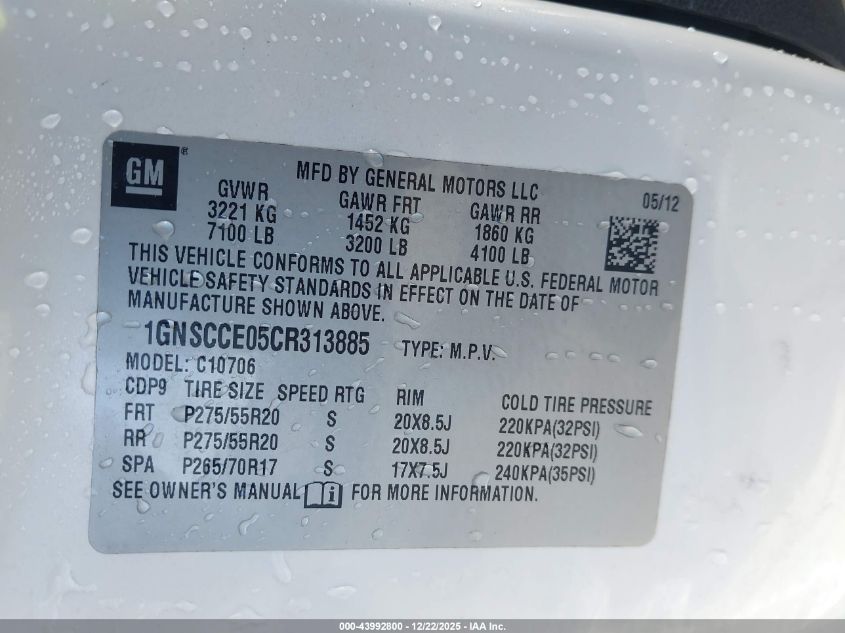 GM ®
MFD BY GENERAL MOTORS LLC
05/12
GVWR GAWR FRT GAWR RR
3221 KG 1452 KG 1860 KG
7100 LB 3200 LB 4100 LB
THIS VEHICLE CONFORMS TO ALL APPLICABLE U.S. FEDERAL MOTOR
VEHICLE SAFETY STANDARDS IN EFFECT ON THE DATE OF
MANUFACTURE SHOWN ABOVE.
1GNSCCE05CR313885 TYPE: M.P.V.
MODEL: C10706
CDP9 TIRE SIZE SPEED RTG RIM COLD TIRE PRESSURE
FRT P275/55R20 S 20X8.5J 220KPA(32PSI)
RR P275/55R20 S 20X8.5J 220KPA(32PSI)
SPA P265/70R17 S 17X7.5J 240KPA(35PSI)
SEE OWNER'S MANUAL i FOR MORE INFORMATION.
000-43992800 - 12/22/2025 - IAA Inc.